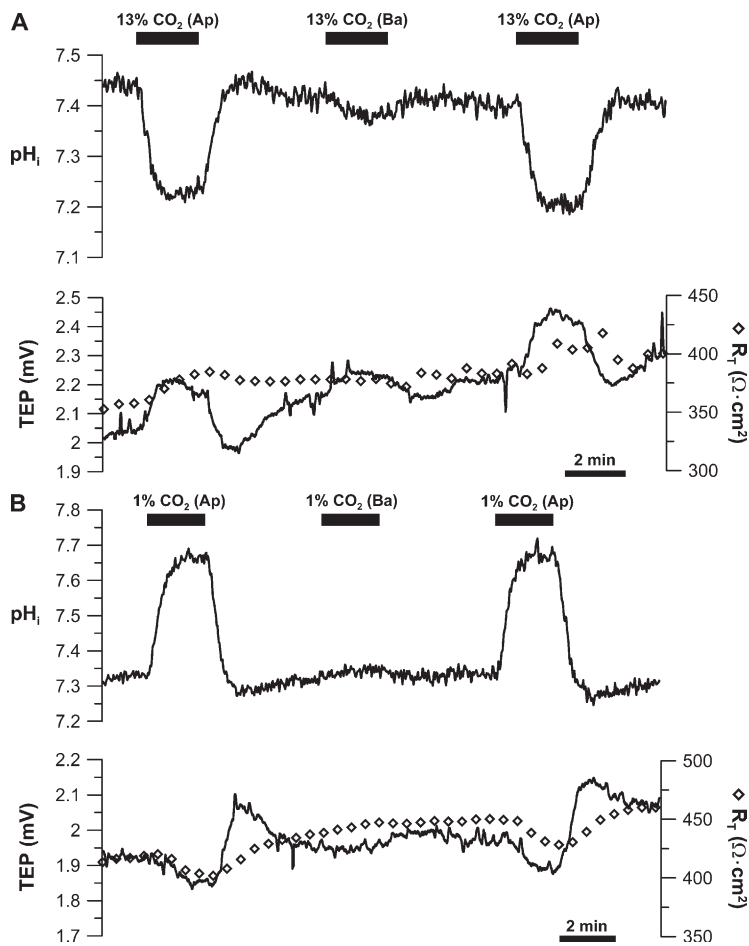 A
13% CO₂ (Ap) 13% CO₂ (Ba) 13% CO₂ (Ap)
7.5
7.4
7.3
7.2
7.1
pHᵢ
2.5
2.4
2.3
2.2
2.1
2
1.9
TEP (mV)
450
400
350
300
R_T (Ω·cm²)
2 min
B
1% CO₂ (Ap) 1% CO₂ (Ba) 1% CO₂ (Ap)
7.8
7.7
7.6
7.5
7.4
7.3
7.2
pHᵢ
2.2
2.1
2
1.9
1.8
1.7
TEP (mV)
500
450
400
350
R_T (Ω·cm²)
2 min